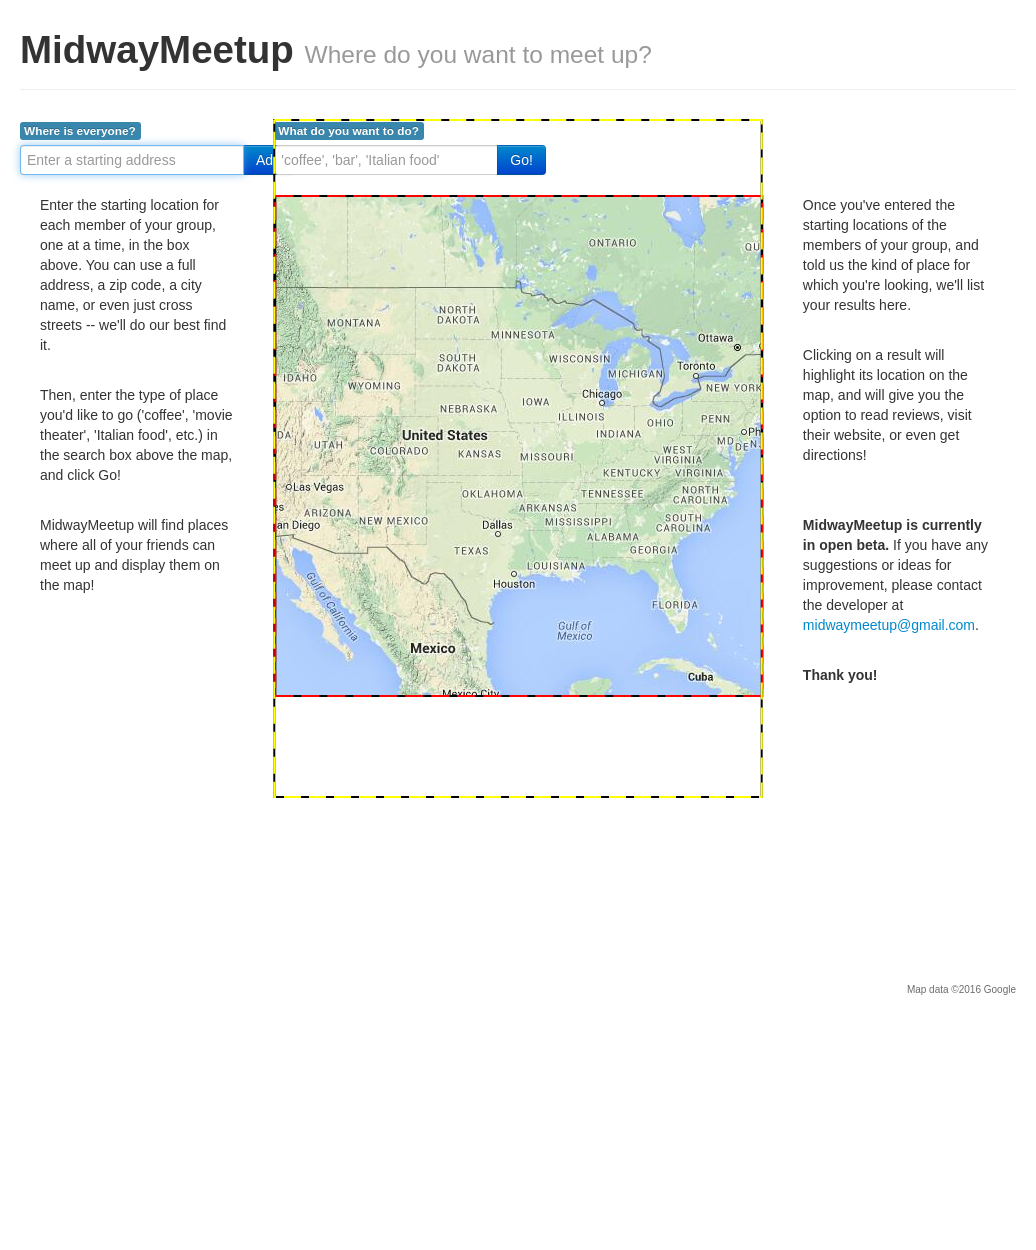 MidwayMeetup Where do you want to meet up?
Where is everyone?
What do you want to do?
Enter a starting address
Ad
'coffee', 'bar', 'Italian food'
Go!
Enter the starting location for
each member of your group,
one at a time, in the box
above. You can use a full
address, a zip code, a city
name, or even just cross
streets -- we'll do our best find
it.
Then, enter the type of place
you'd like to go ('coffee', 'movie
theater', 'Italian food', etc.) in
the search box above the map,
and click Go!
MidwayMeetup will find places
where all of your friends can
meet up and display them on
the map!
ONTARIO
QU
NORTH
DAKOTA
MONTANA
MINNESOTA
Ottawa
SOUTH
DAKOTA
WISCONSIN
Toronto
MICHIGAN
IDAHO
WYOMING
NEW YORK
Chicago
IOWA
NEBRASKA
ILLINOIS
OHIO
PENN
INDIANA
Ph
United States
DA
UTAH
COLORADO
KANSAS
MISSOURI
WEST
VIRGINIA
MD
DE
N
KENTUCKY
VIRGINIA
Las Vegas
OKLAHOMA
TENNESSEE
NORTH
CAROLINA
es
ARIZONA
ARKANSAS
an Diego
NEW MEXICO
Dallas
MISSISSIPPI
SOUTH
CAROLINA
ALABAMA
TEXAS
GEORGIA
LOUISIANA
Houston
Gulf of California
FLORIDA
Gulf of
Mexico
Mexico
Cuba
Mexico City
Once you've entered the
starting locations of the
members of your group, and
told us the kind of place for
which you're looking, we'll list
your results here.
Clicking on a result will
highlight its location on the
map, and will give you the
option to read reviews, visit
their website, or even get
directions!
MidwayMeetup is currently
in open beta. If you have any
suggestions or ideas for
improvement, please contact
the developer at
midwaymeetup@gmail.com.
Thank you!
Map data ©2016 Google